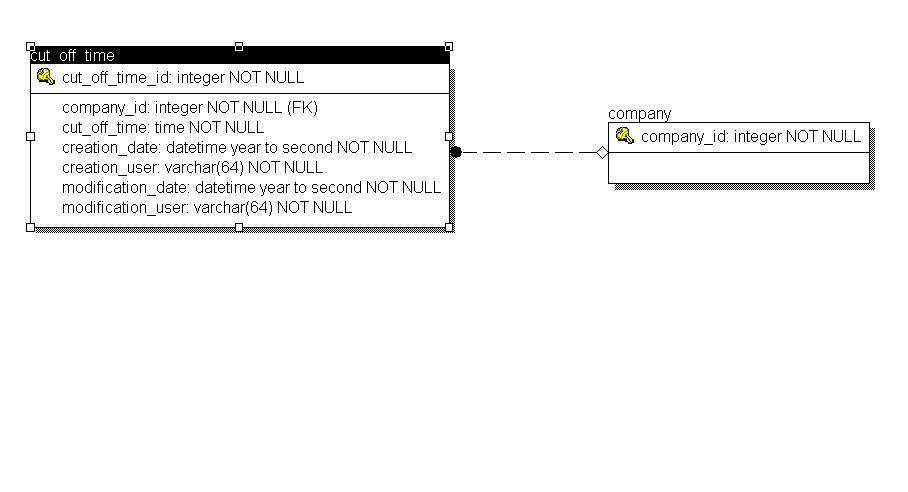 cut_off_time
cut_off_time_id: integer NOT NULL
company_id: integer NOT NULL (FK)
cut_off_time: time NOT NULL
creation_date: datetime year to second NOT NULL
creation_user: varchar(64) NOT NULL
modification_date: datetime year to second NOT NULL
modification_user: varchar(64) NOT NULL
company
company_id: integer NOT NULL